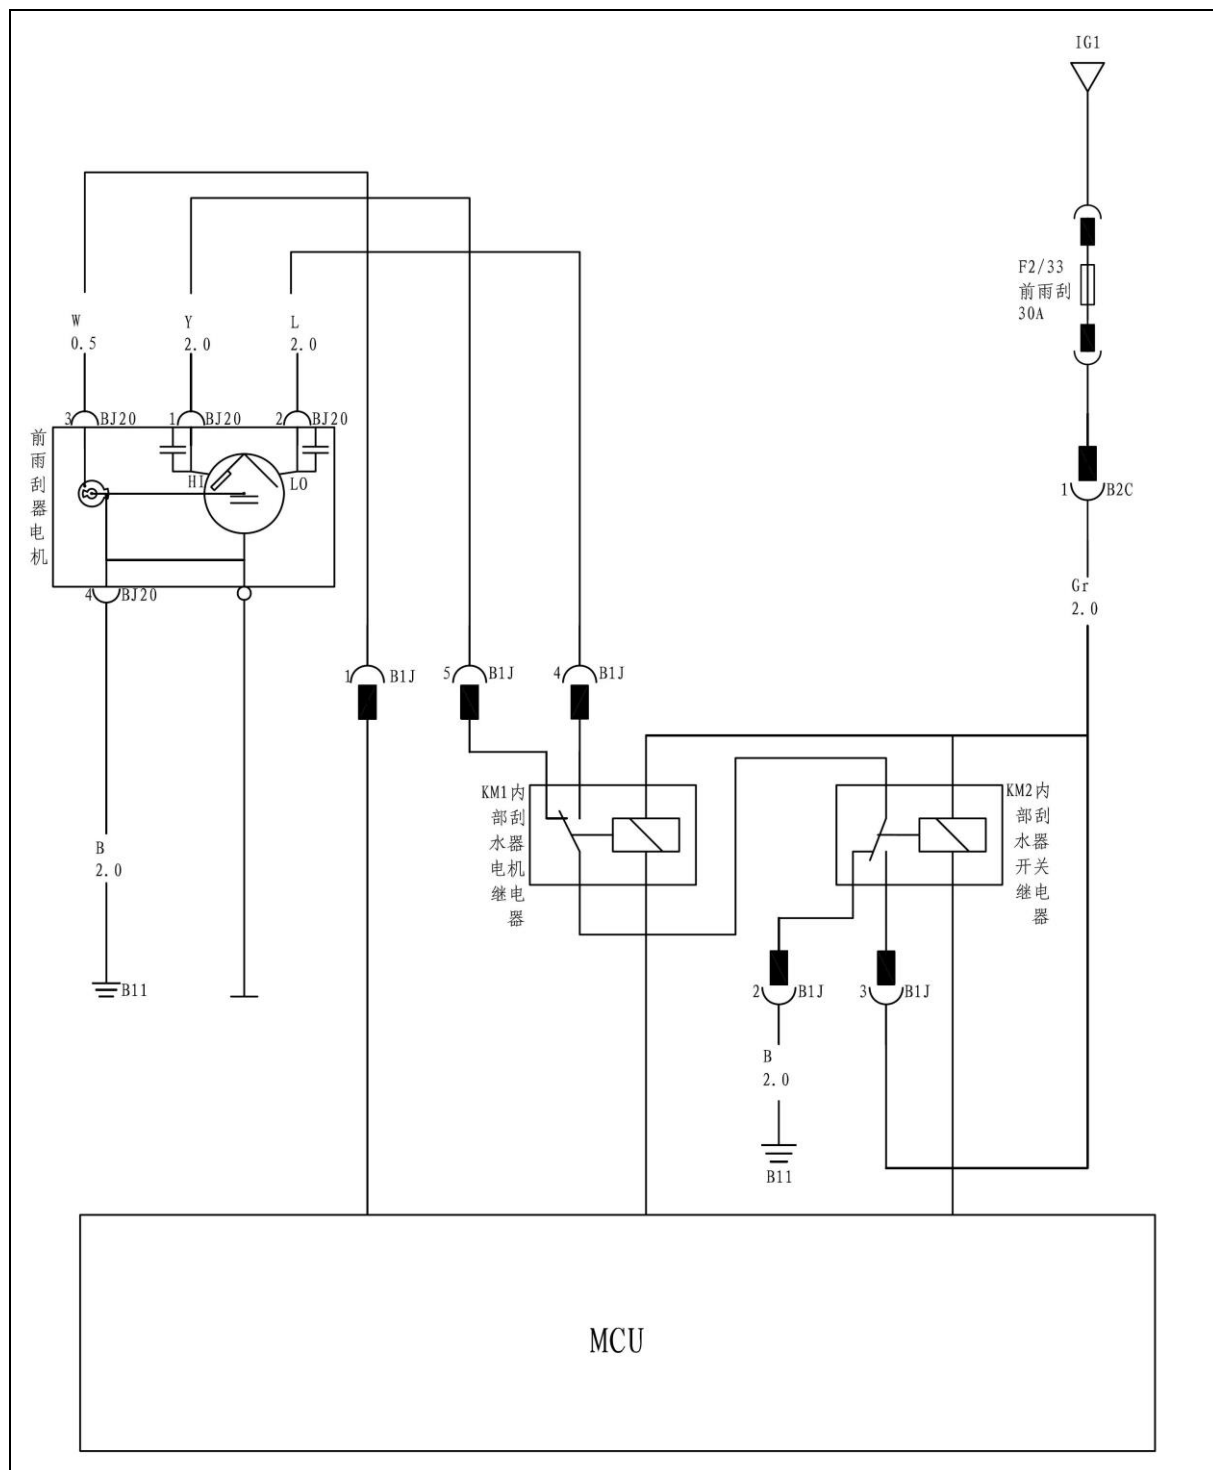 IG1
F2/33
前雨刮
30A
W
0.5
Y
2.0
L
2.0
3 BJ20
1 BJ20
2 BJ20
前雨刮器电机
HI
LO
1 B2C
4 BJ20
Gr
2.0
1 B1J
5 B1J
4 B1J
KM1内
部刮
水器
电机
继电
器
KM2内
部刮
水器
开关
继电
器
B
2.0
B11
2 B1J
3 B1J
B
2.0
B11
MCU